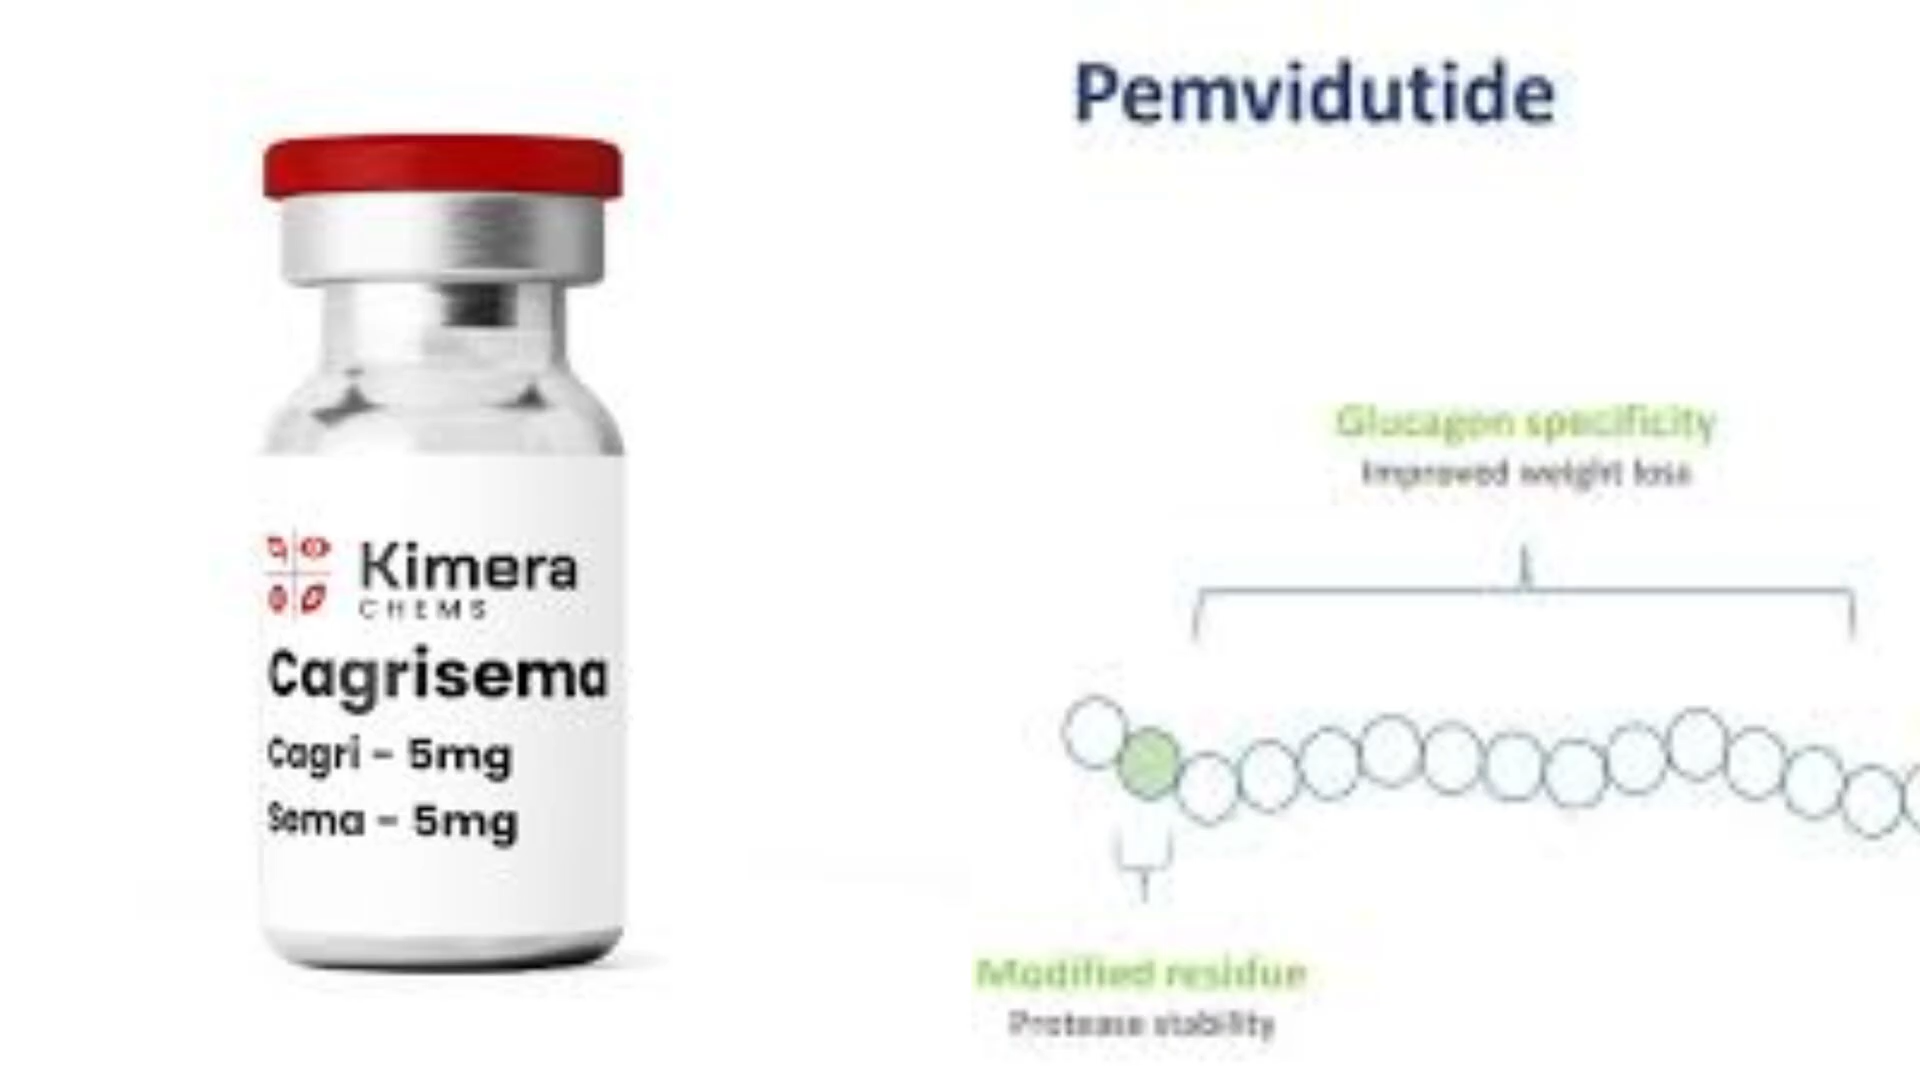 Kimera
CHEMS
Cagrisema
Cagri - 5mg
Sema - 5mg
Pemvidutide
Glucagon specificity
Improved weight loss
Modified residue
Protease stability